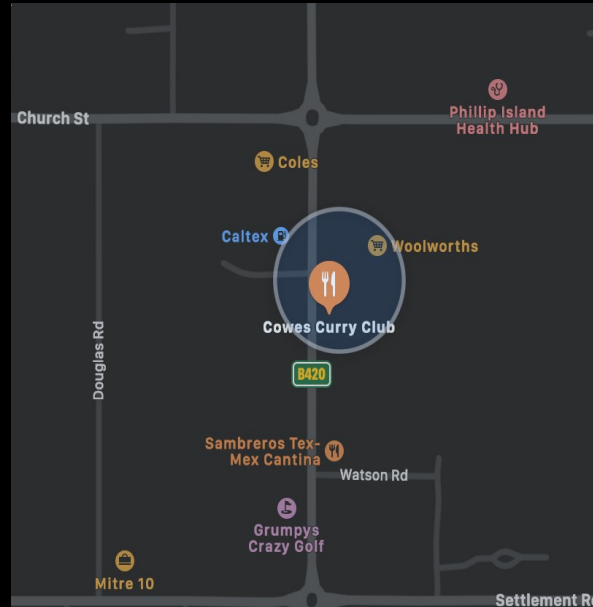 Church St
Phillip Island
Health Hub
Coles
Caltex
Woolworths
Cowes Curry Club
Douglas Rd
B420
Sambreros Tex-
Mex Cantina
Watson Rd
Grumpys
Crazy Golf
Mitre 10
Settlement Rd